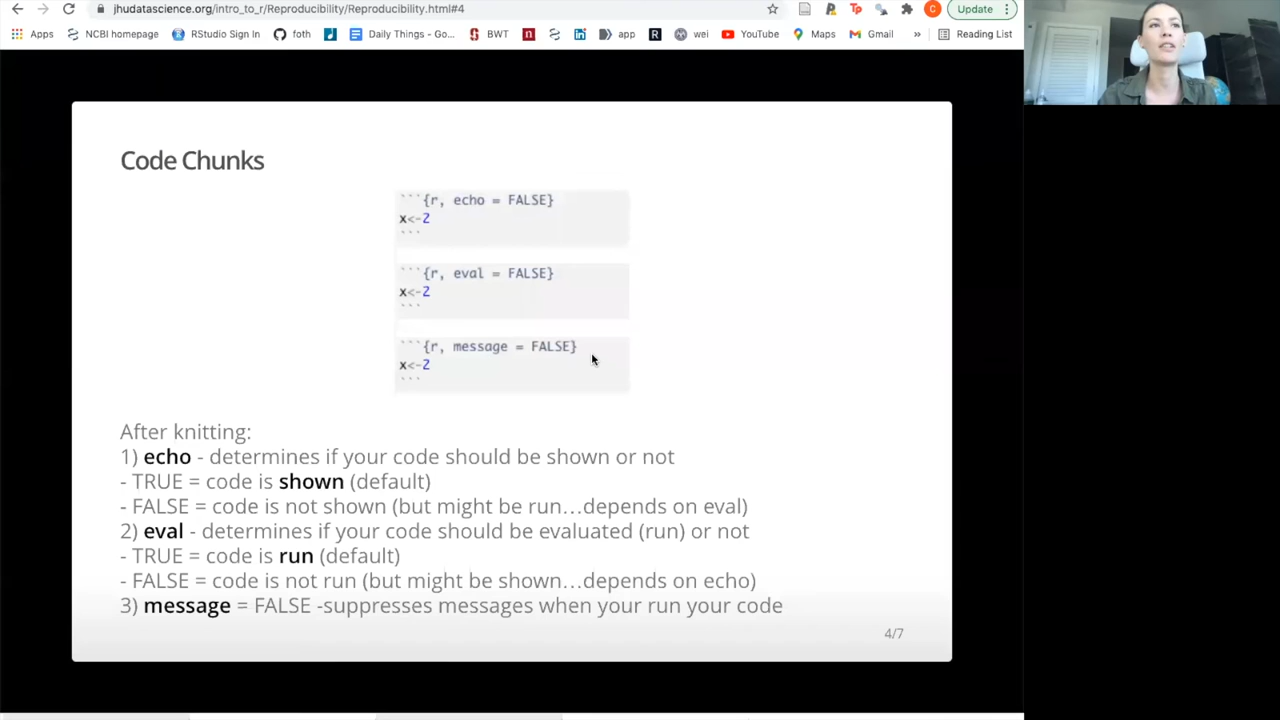 jhudatascience.org/intro_to_r/Reproducibility/Reproducibility.html#4
C
Update
Apps
NCBI homepage
RStudio Sign In
foth
Daily Things - Go...
BWT
app
wei
YouTube
Maps
Gmail
»
Reading List
Code Chunks
```{r, echo = FALSE}
x<-2
```
```{r, eval = FALSE}
x<-2
```
```{r, message = FALSE}
x<-2
```
After knitting:
1) echo - determines if your code should be shown or not
- TRUE = code is shown (default)
- FALSE = code is not shown (but might be run…depends on eval)
2) eval - determines if your code should be evaluated (run) or not
- TRUE = code is run (default)
- FALSE = code is not run (but might be shown…depends on echo)
3) message = FALSE -suppresses messages when your run your code
4/7